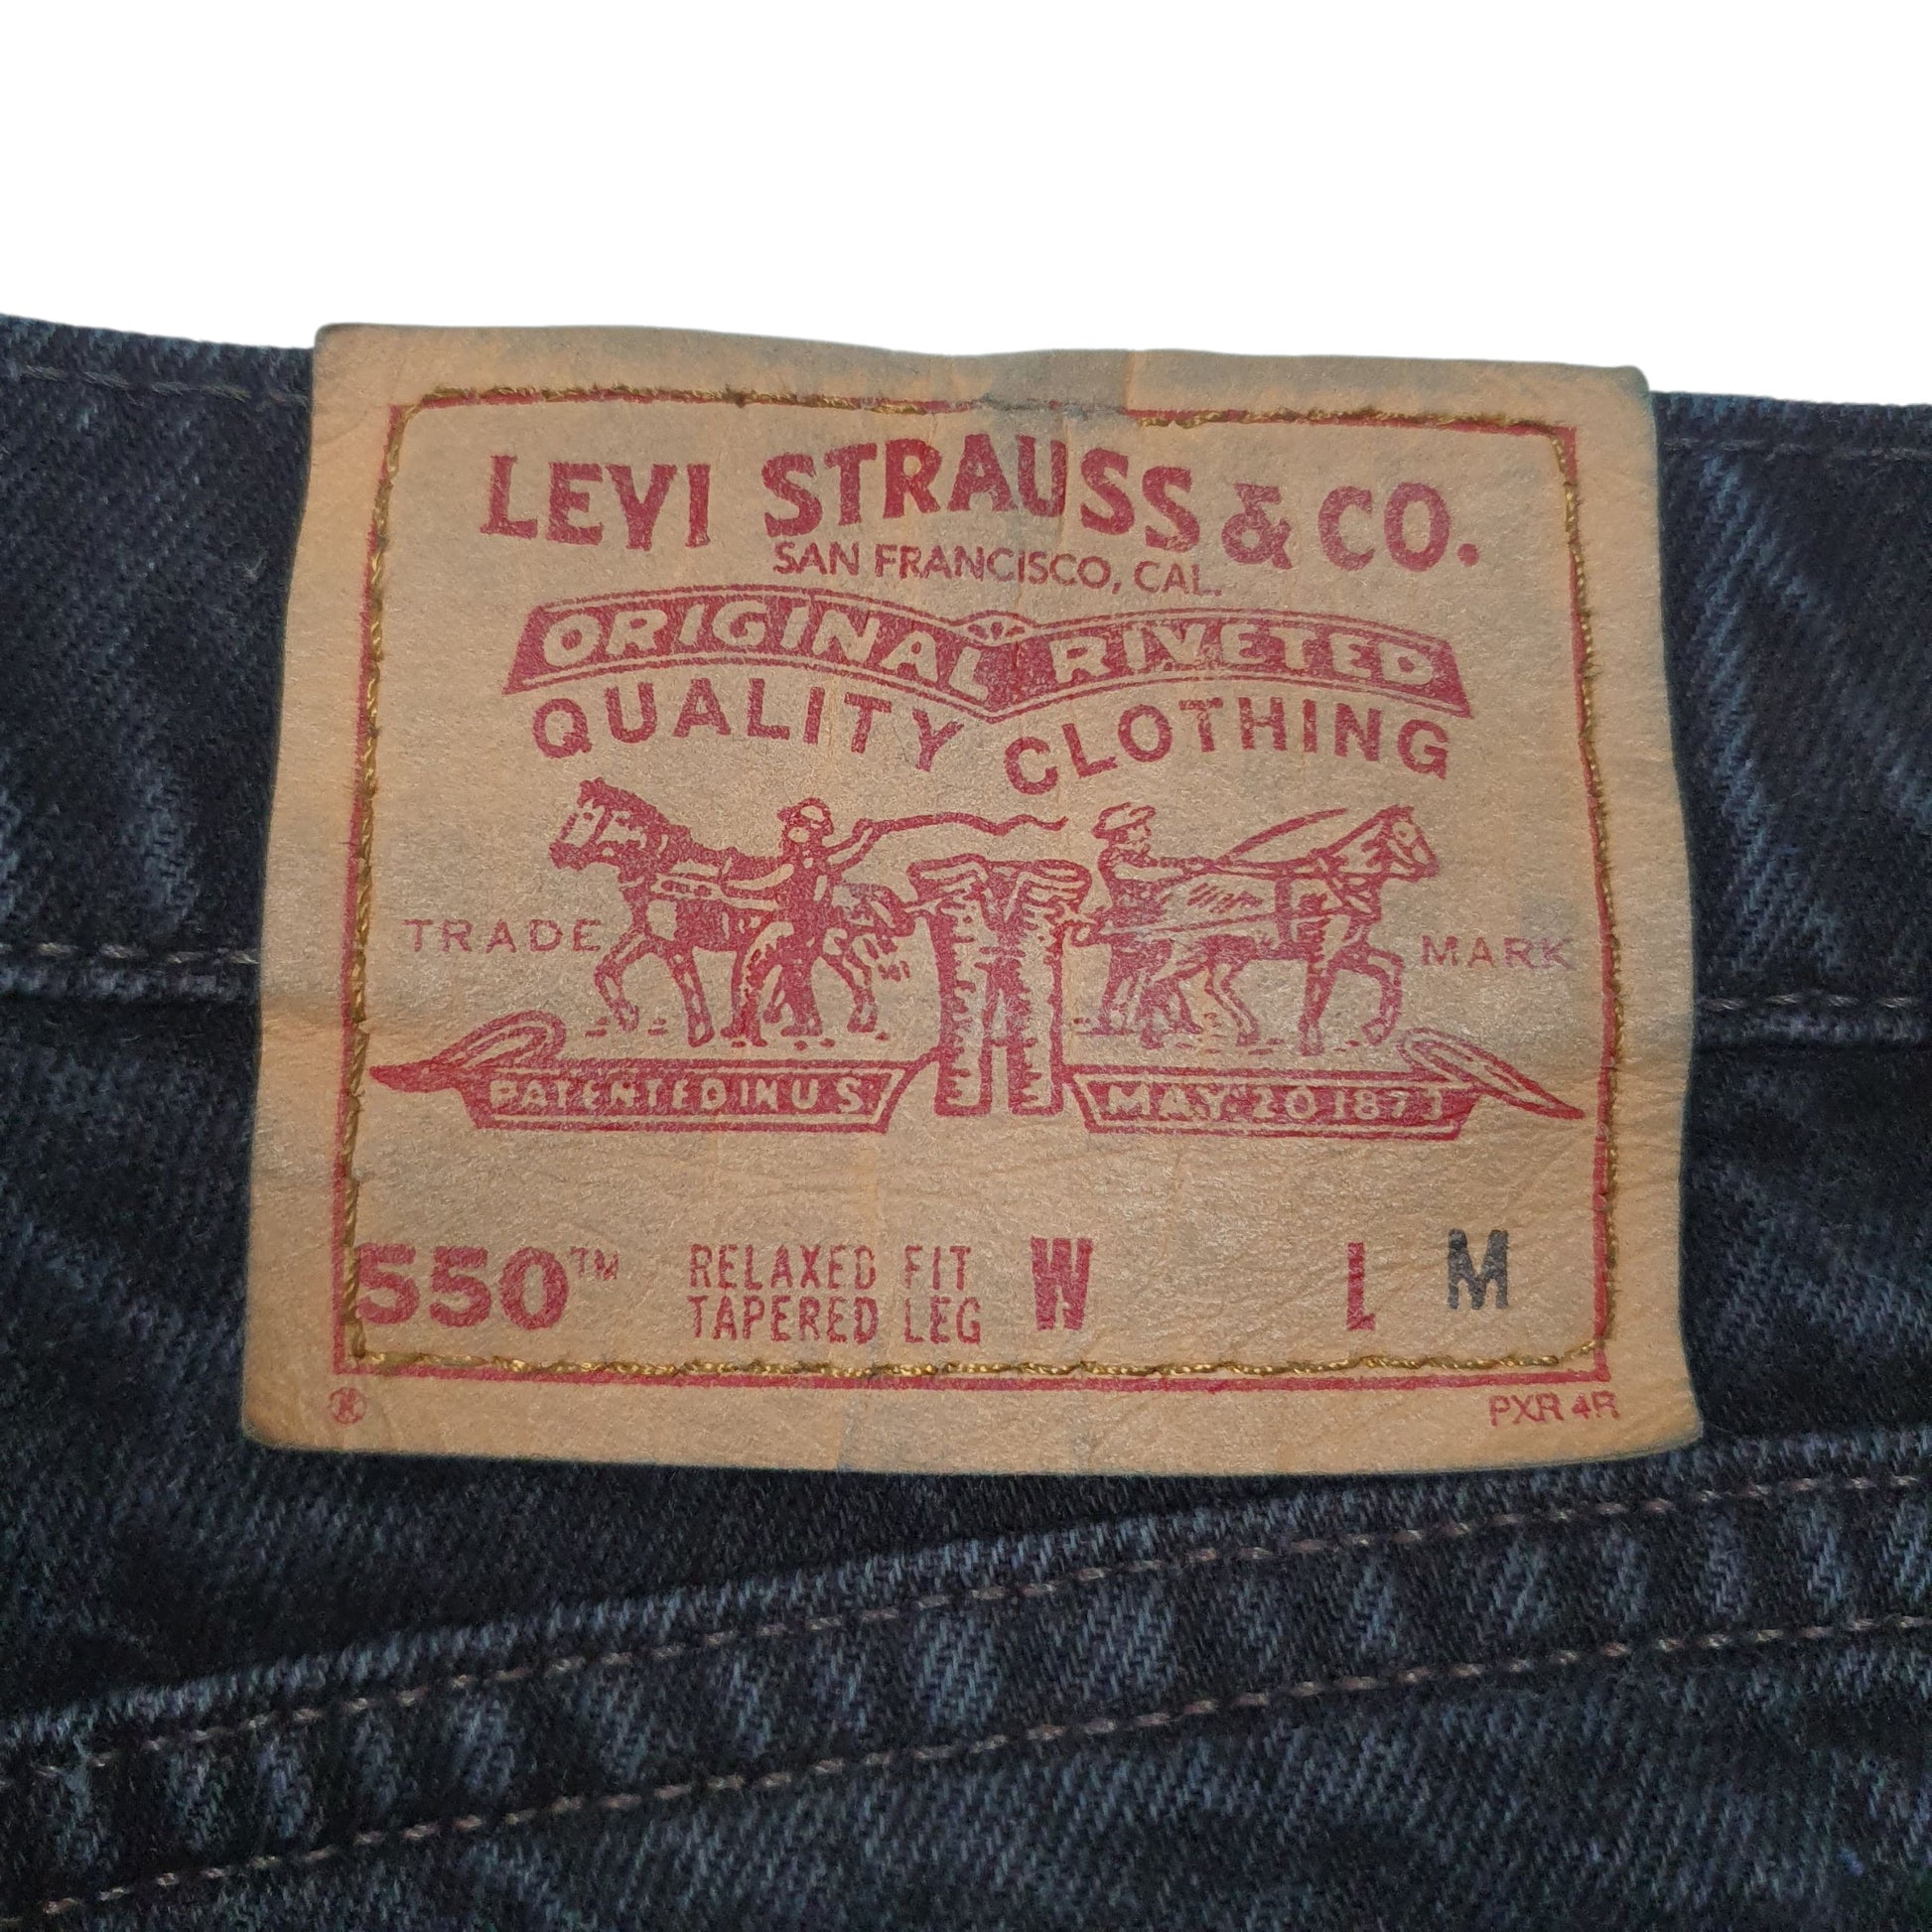 LEVI STRAUSS & CO.
SAN FRANCISCO, CAL.
ORIGINAL RIVETED
QUALITY CLOTHING
TRADE MARK
PATENTED IN U S MAY 20 1873
550™ RELAXED FIT W L M
TAPERED LEG
® PXR 4R